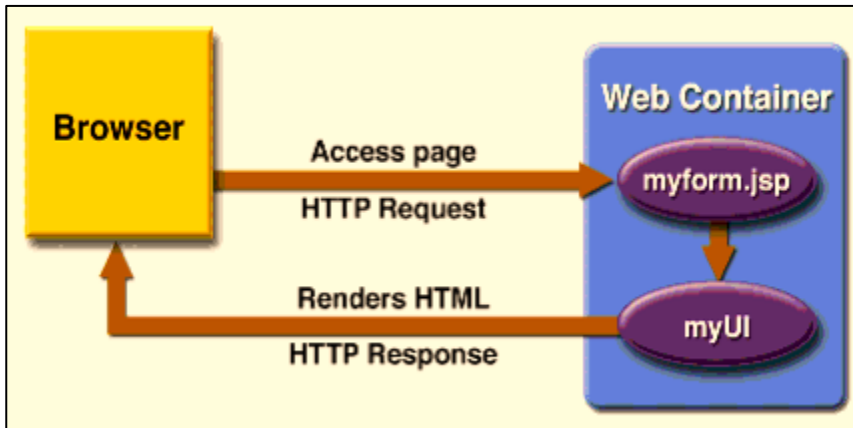 Browser
Access page
HTTP Request
Web Container
myform.jsp
Renders HTML
HTTP Response
myUI